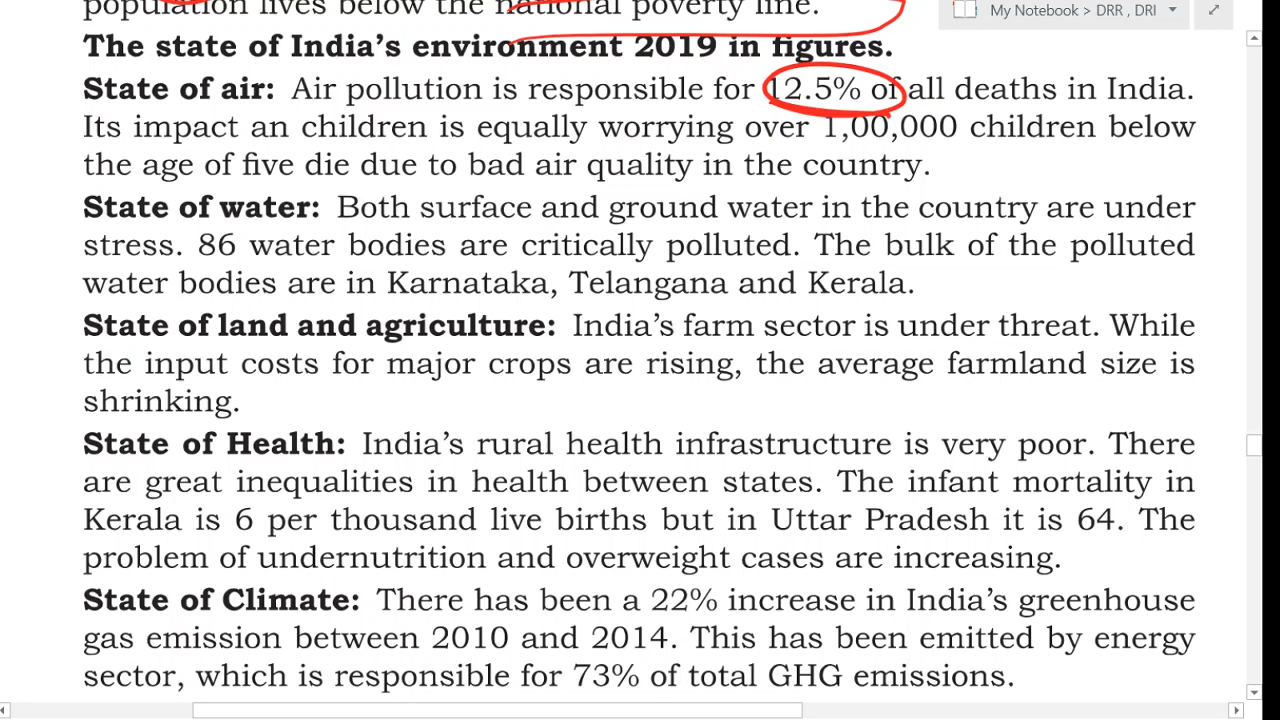 population lives below the national poverty line.
My Notebook > DRR , DRI
The state of India's environment 2019 in figures.
State of air: Air pollution is responsible for 12.5% of all deaths in India.
Its impact an children is equally worrying over 1,00,000 children below
the age of five die due to bad air quality in the country.
State of water: Both surface and ground water in the country are under
stress. 86 water bodies are critically polluted. The bulk of the polluted
water bodies are in Karnataka, Telangana and Kerala.
State of land and agriculture: India's farm sector is under threat. While
the input costs for major crops are rising, the average farmland size is
shrinking.
State of Health: India's rural health infrastructure is very poor. There
are great inequalities in health between states. The infant mortality in
Kerala is 6 per thousand live births but in Uttar Pradesh it is 64. The
problem of undernutrition and overweight cases are increasing.
State of Climate: There has been a 22% increase in India's greenhouse
gas emission between 2010 and 2014. This has been emitted by energy
sector, which is responsible for 73% of total GHG emissions.